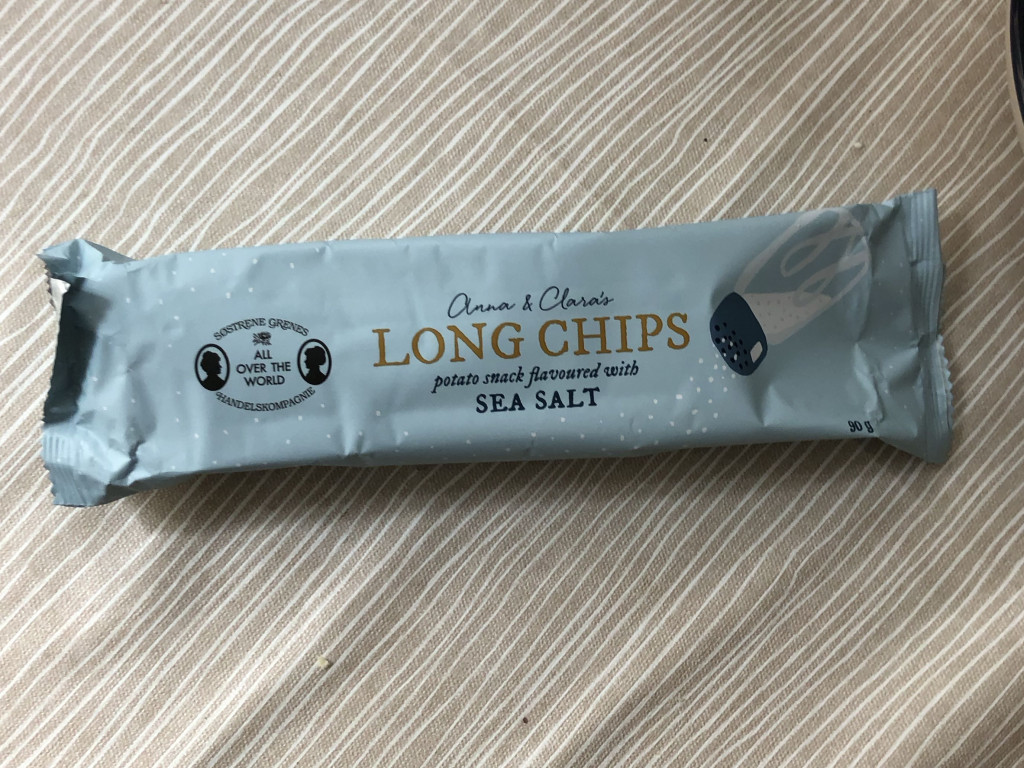 SØSTRENE GRENES
ALL
OVER THE
WORLD
HANDELSKOMPAGNIE
Anna & Clara's
LONG CHIPS
potato snack flavoured with
SEA SALT
90 g